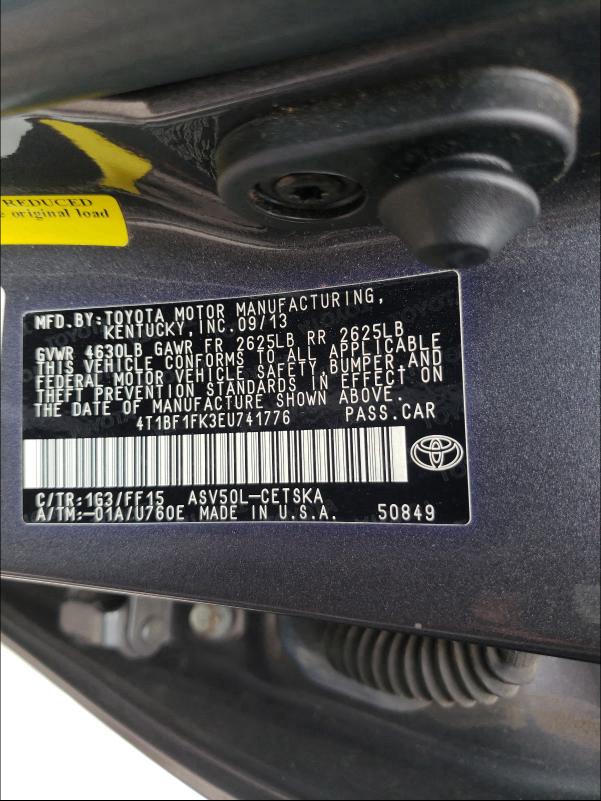 REDUCED
original load
MFD.BY:TOYOTA MOTOR MANUFACTURING,
KENTUCKY, INC.09/13
GVWR 4630LB GAWR FR 2625LB RR 2625LB
THIS VEHICLE CONFORMS TO ALL APPLICABLE
FEDERAL MOTOR VEHICLE SAFETY,BUMPER,AND
THEFT PREVENTION STANDARDS IN EFFECT ON
THE DATE OF MANUFACTURE SHOWN ABOVE.
4T1BF1FK3EU741776 PASS.CAR
C/TR:1G3/FF15 ASV50L-CETSKA
A/TM:-01A/U760E MADE IN U.S.A. 50849